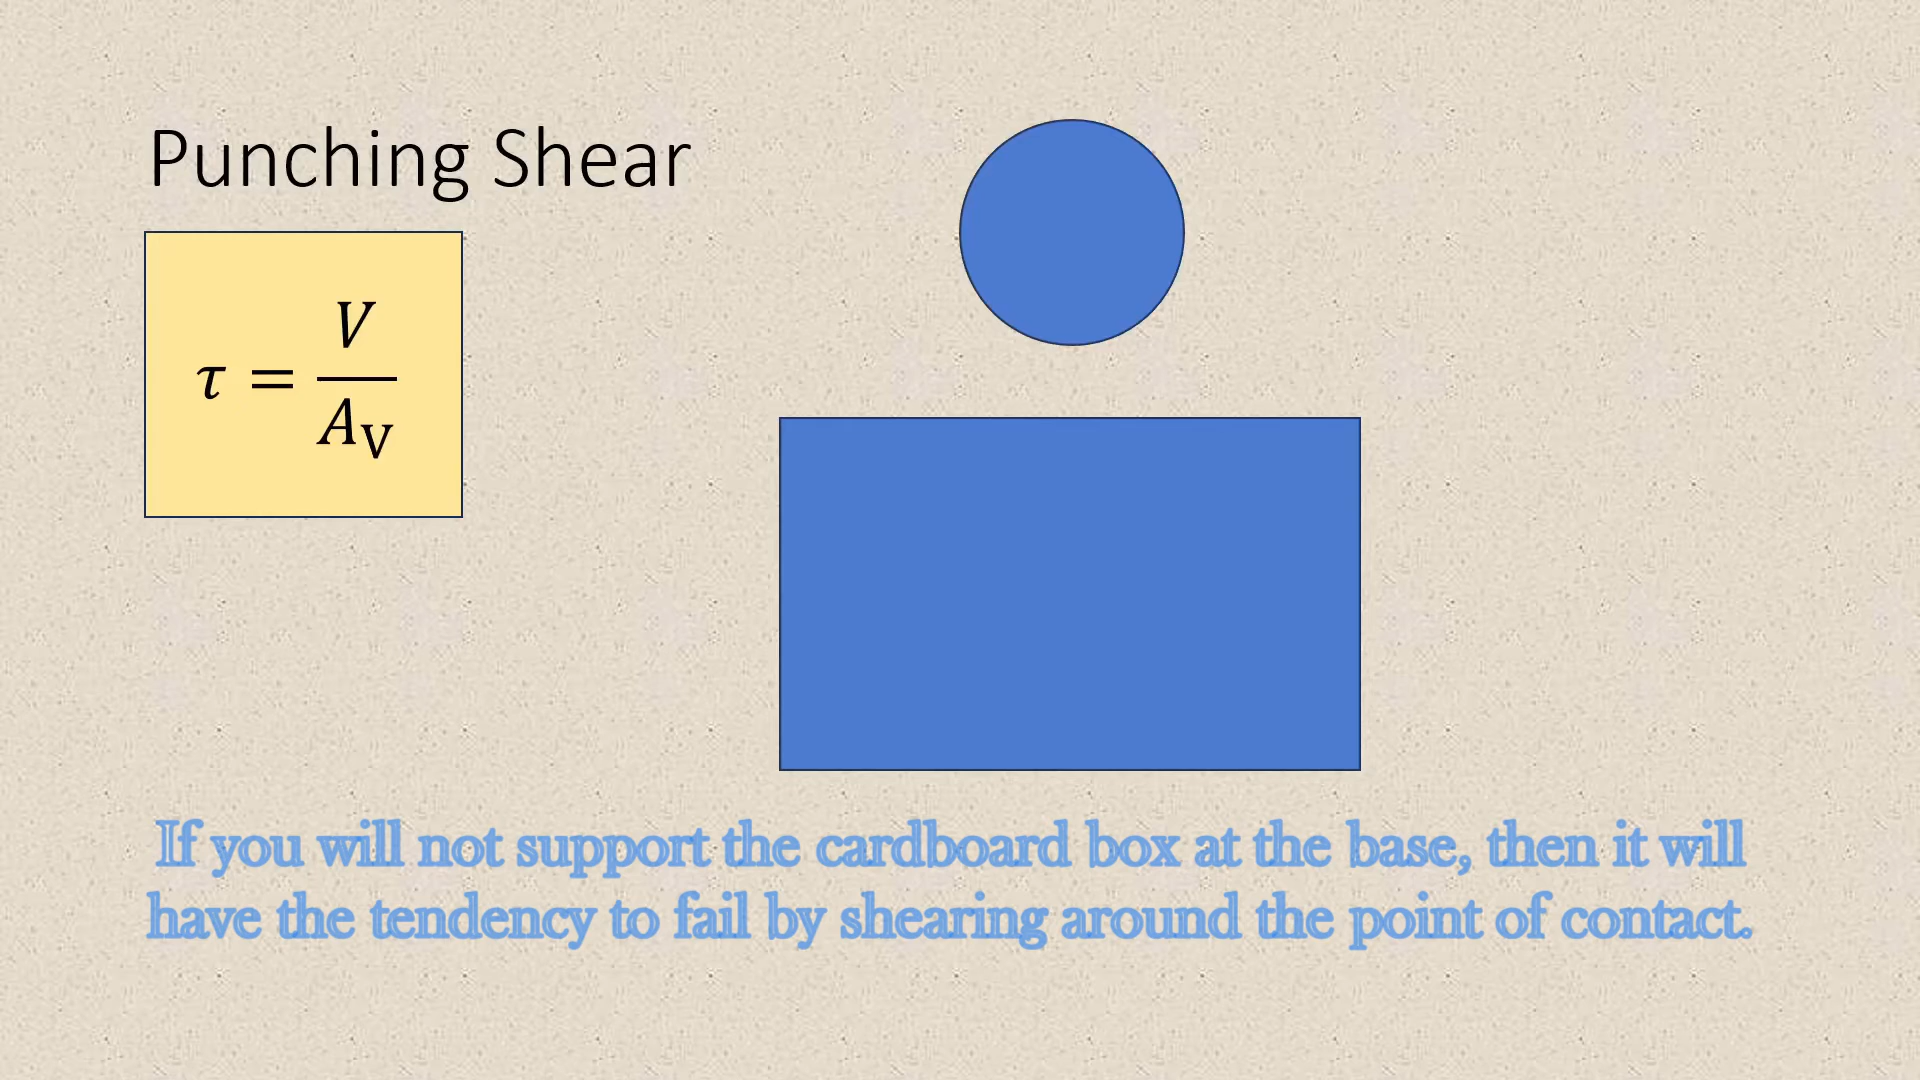 Punching Shear
τ = V / A_V
If you will not support the cardboard box at the base, then it will
have the tendency to fail by shearing around the point of contact.